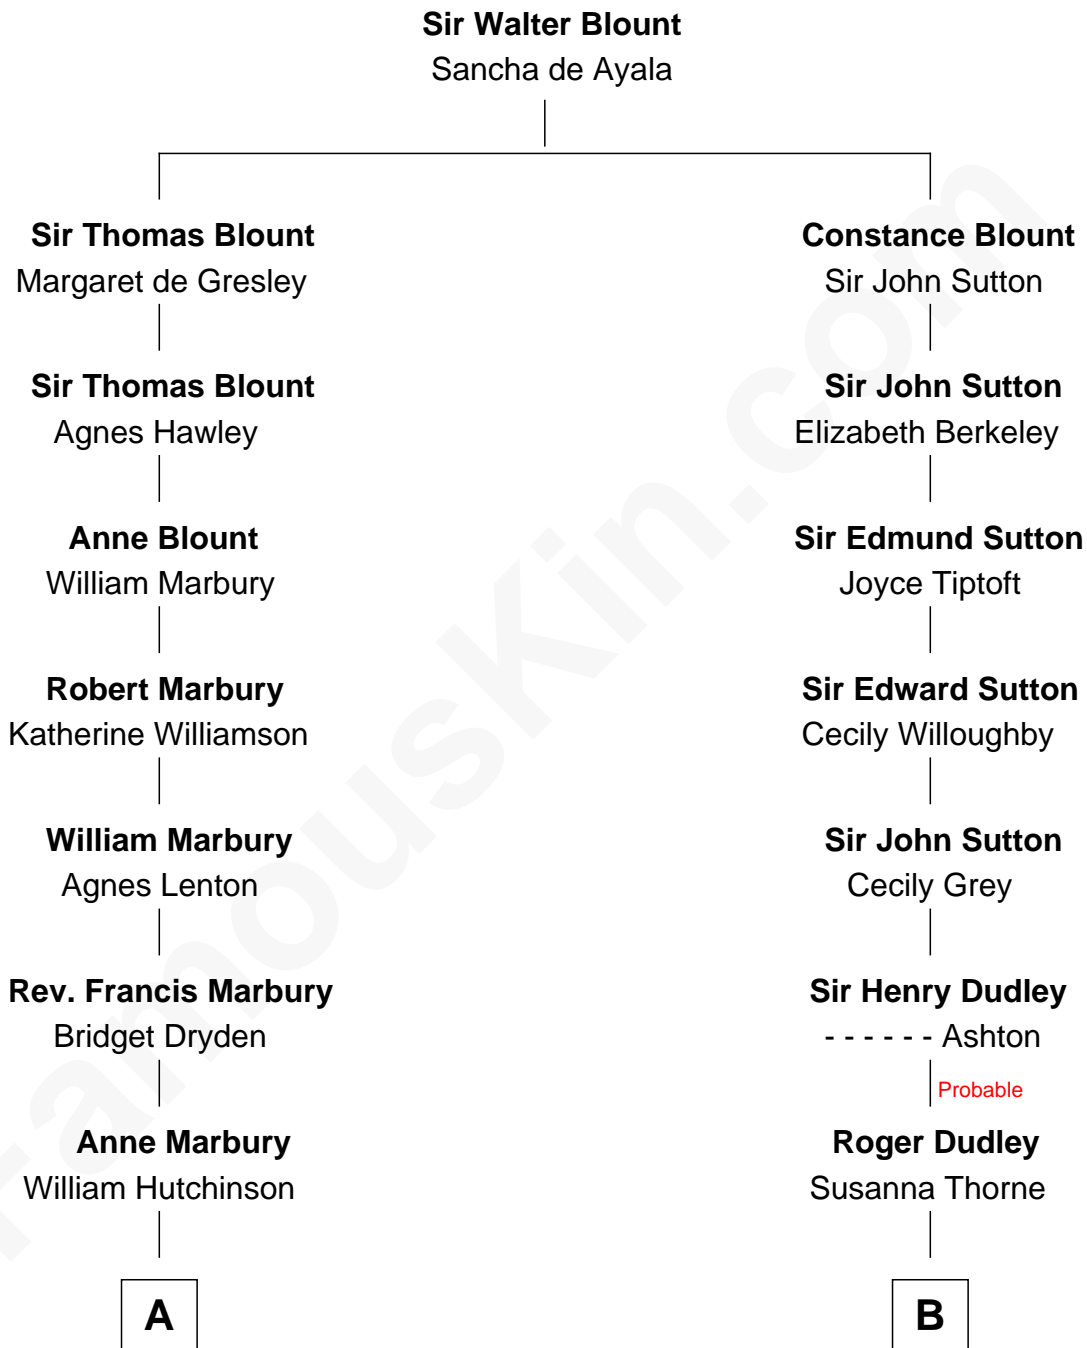 Sir Walter Blount
Sancha de Ayala
Sir Thomas Blount
Margaret de Gresley
Constance Blount
Sir John Sutton
Sir Thomas Blount
Agnes Hawley
Sir John Sutton
Elizabeth Berkeley
Anne Blount
William Marbury
Sir Edmund Sutton
Joyce Tiptoft
Robert Marbury
Katherine Williamson
Sir Edward Sutton
Cecily Willoughby
William Marbury
Agnes Lenton
Sir John Sutton
Cecily Grey
Rev. Francis Marbury
Bridget Dryden
Sir Henry Dudley
- - - - - - Ashton
Probable
Anne Marbury
William Hutchinson
Roger Dudley
Susanna Thorne
A
B
FamousKin.com